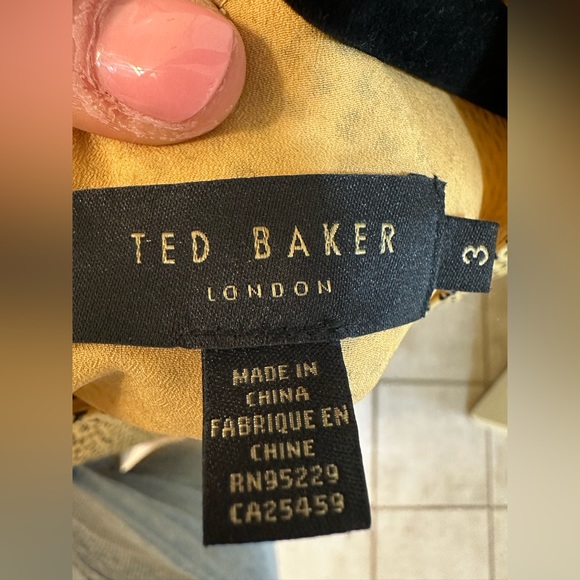 TED BAKER
LONDON
3
MADE IN
CHINA
FABRIQUE EN
CHINE
RN95229
CA25459